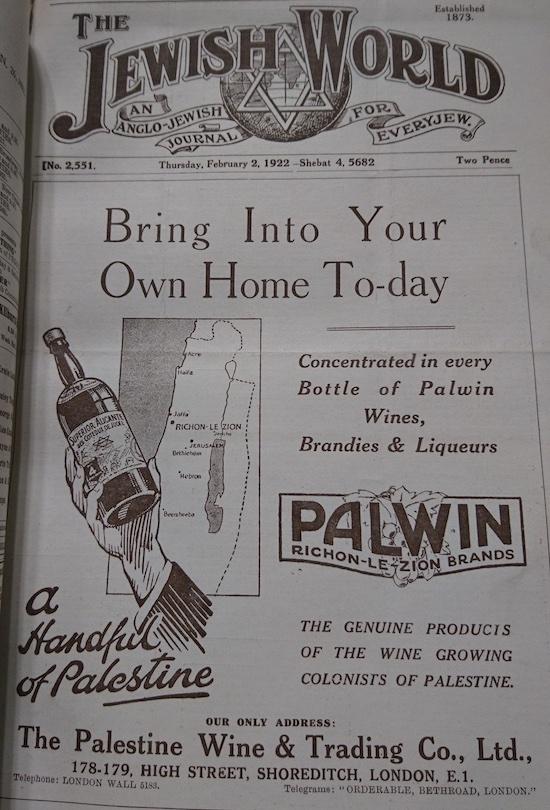 Established
1873.
THE
JEWISH WORLD
AN
ANGLO-JEWISH
JOURNAL
FOR
EVERY JEW.
[No. 2,551.
Thursday, February 2, 1922 –Shebat 4, 5682
Two Pence
Bring Into Your
Own Home To-day
Concentrated in every
Bottle of Palwin
Wines,
Brandies & Liqueurs
Acre
Haifa
Jaffa
RICHON-LE ZION
Jericho
JERUSALEM
Bethlehem
Hebron
Beersheeba
SUPERIOR ALICANTE
PALWIN
RICHON-LE-ZION BRANDS
a
Handful
of Palestine
THE GENUINE PRODUCTS
OF THE WINE GROWING
COLONISTS OF PALESTINE.
OUR ONLY ADDRESS:
The Palestine Wine & Trading Co., Ltd.,
178-179, HIGH STREET, SHOREDITCH, LONDON, E.1.
Telephone: LONDON WALL 5183.
Telegrams: "ORDERABLE, BETHROAD, LONDON."